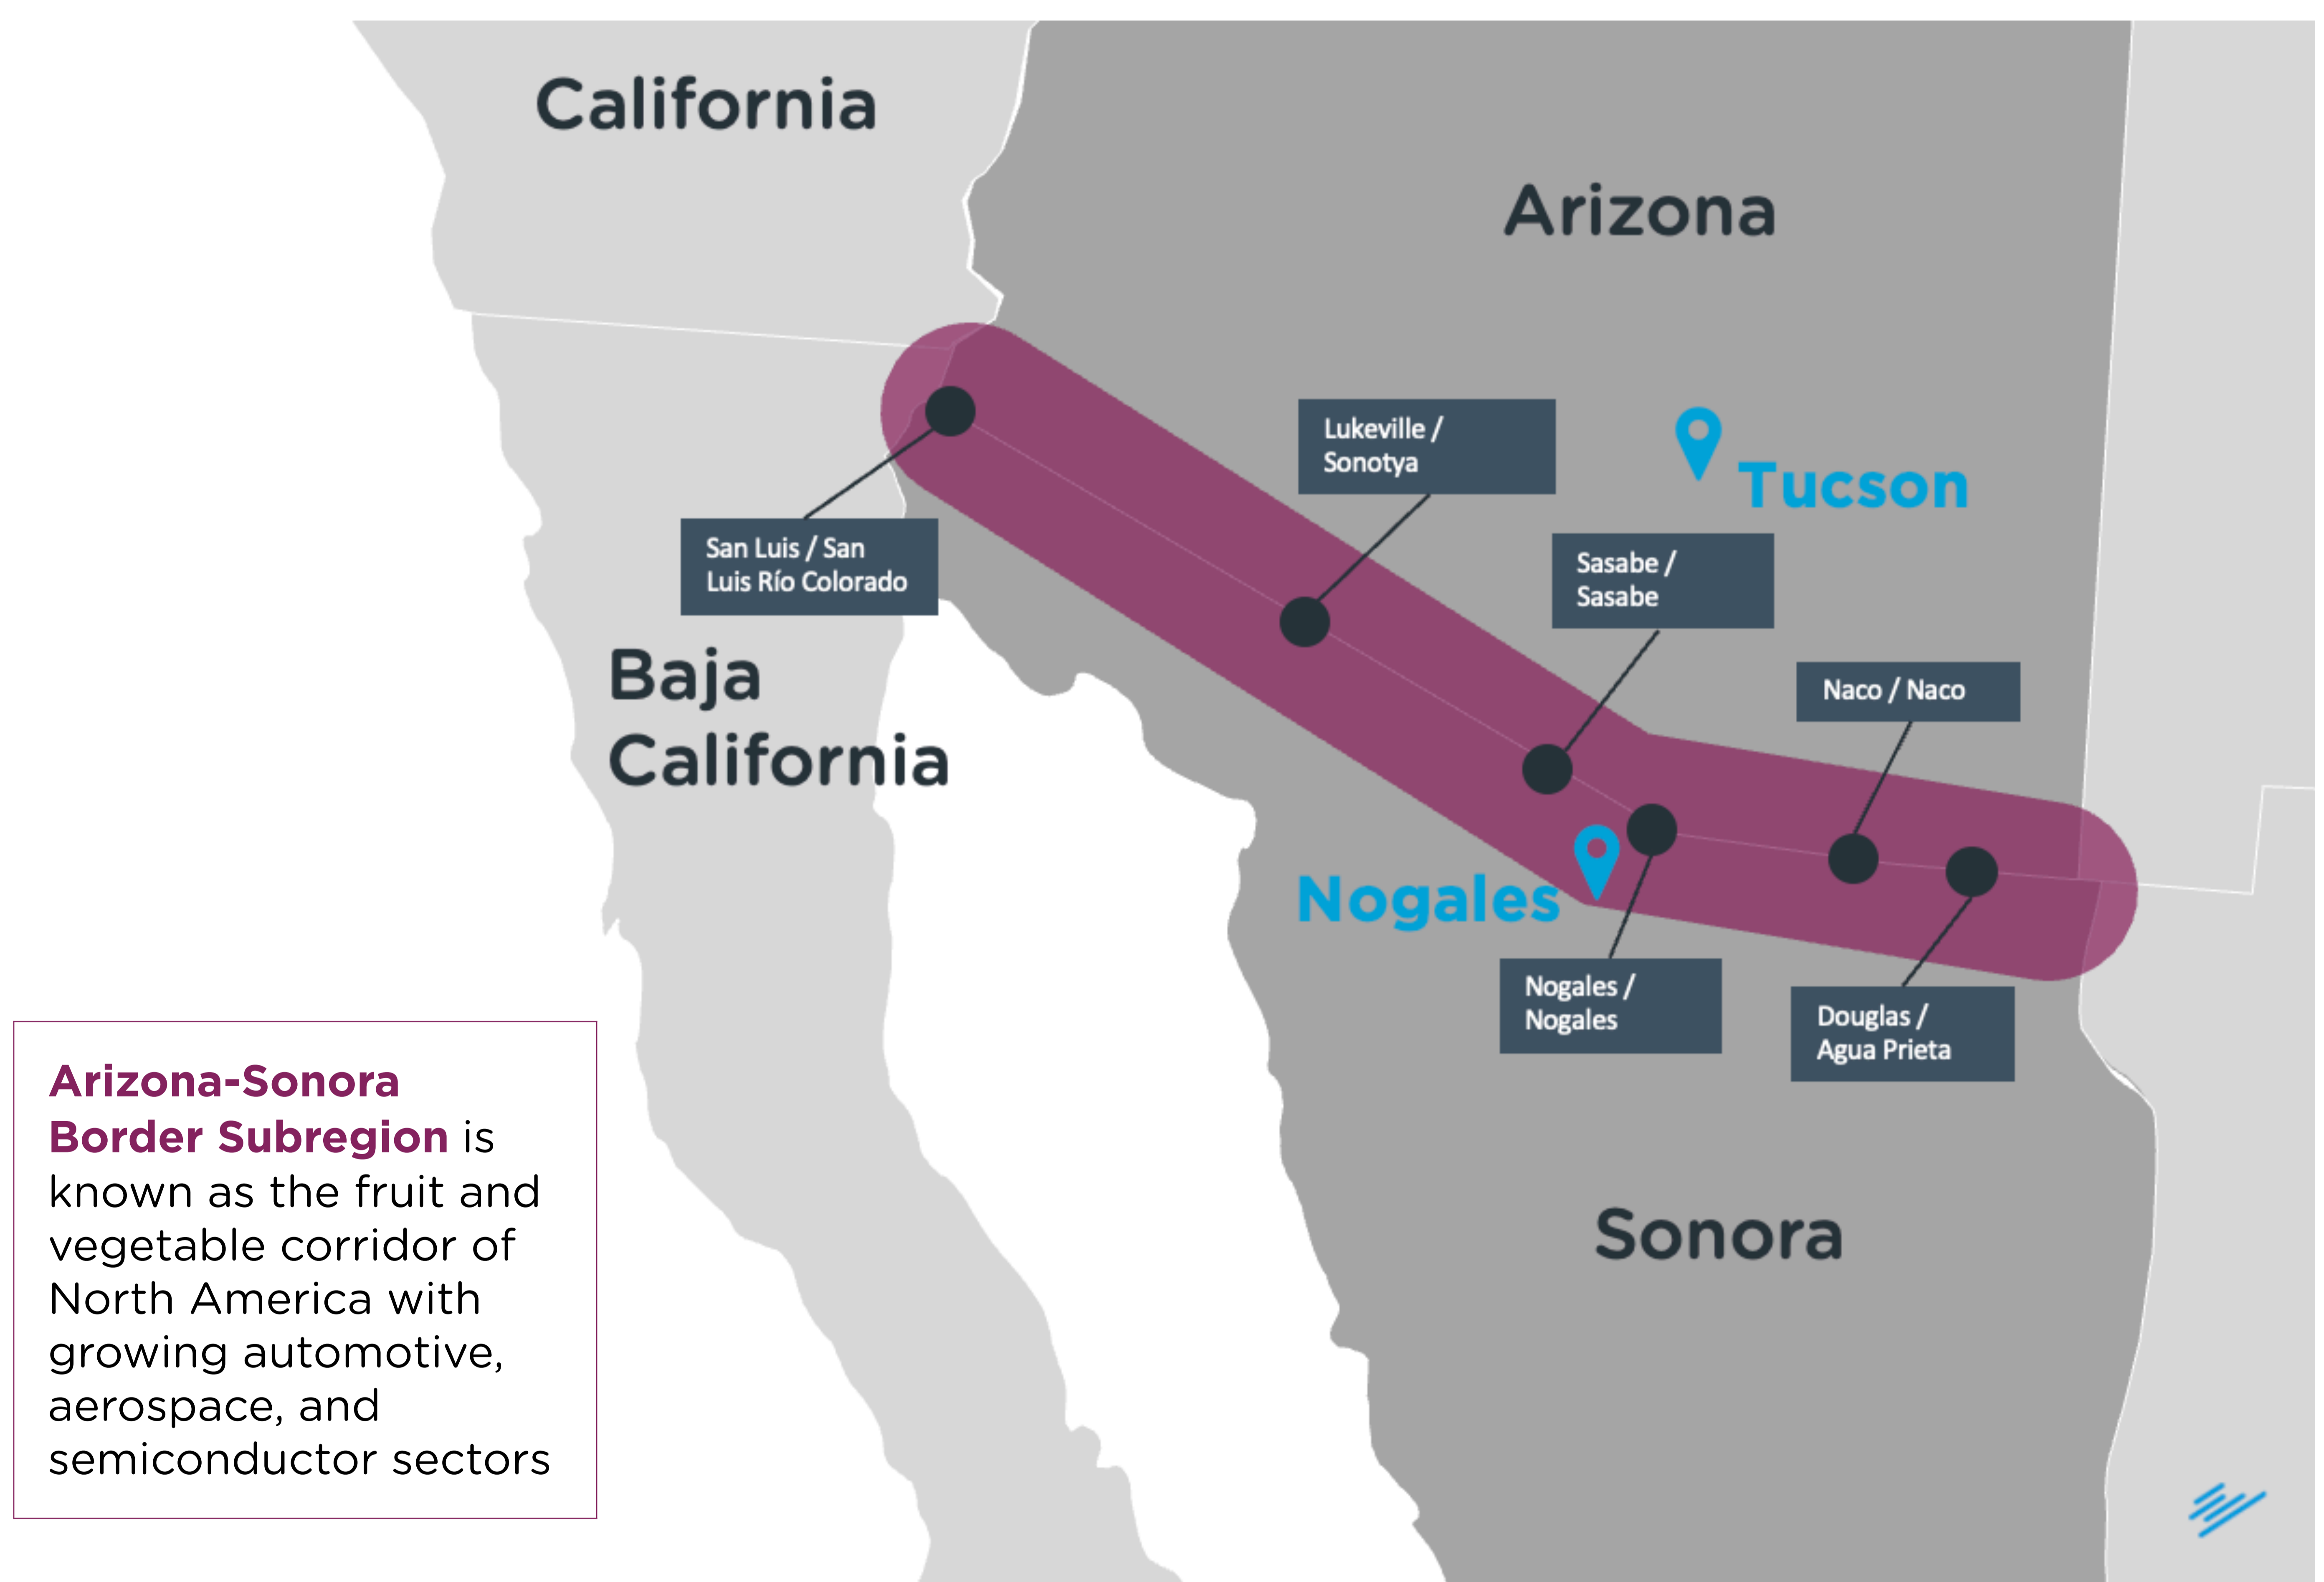 California
Arizona
Lukeville /
Sonotya
Tucson
San Luis / San
Luis Río Colorado
Sasabe /
Sasabe
Baja
California
Naco / Naco
Nogales
Nogales /
Nogales
Douglas /
Agua Prieta
Sonora
Arizona-Sonora
Border Subregion is
known as the fruit and
vegetable corridor of
North America with
growing automotive,
aerospace, and
semiconductor sectors